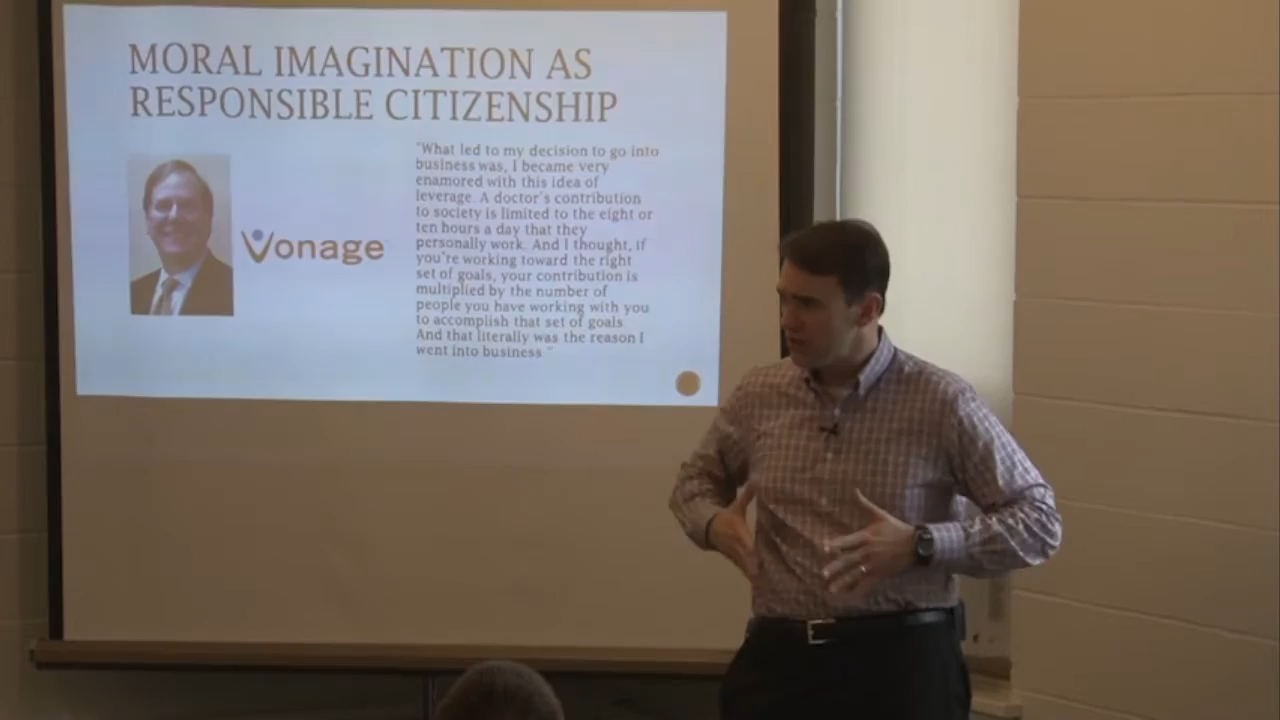 MORAL IMAGINATION AS
RESPONSIBLE CITIZENSHIP
Vonage
"What led to my decision to go into
business was, I became very
enamored with this idea of
leverage. A doctor's contribution
to society is limited to the eight or
ten hours a day that they
personally work. And I thought, if
you're working toward the right
set of goals, your contribution is
multiplied by the number of
people you have working with you
to accomplish that set of goals.
And that literally was the reason I
went into business."